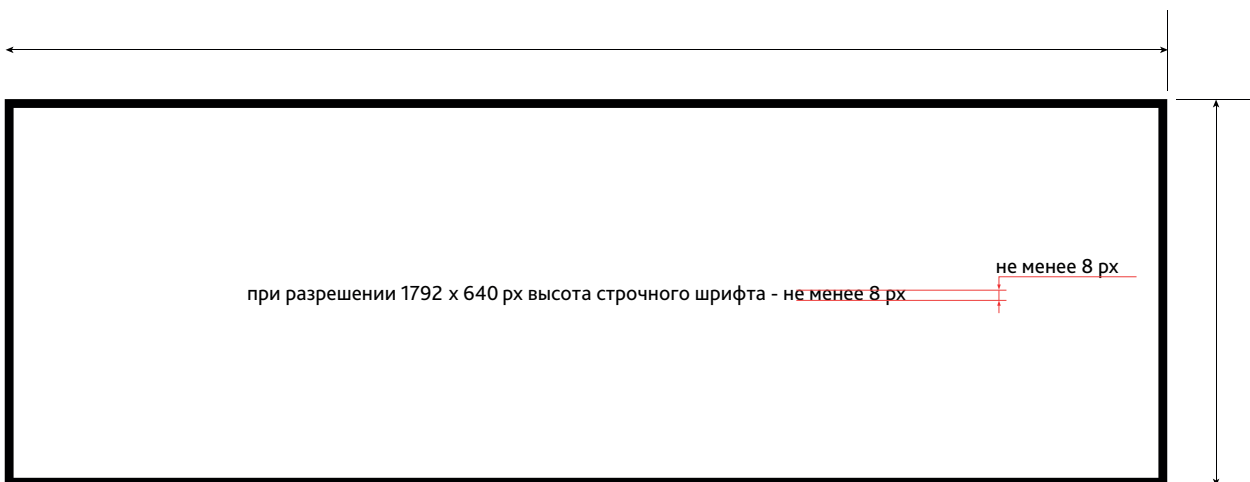 не менее 8 px
при разрешении 1792 x 640 px высота строчного шрифта - не менее 8 px